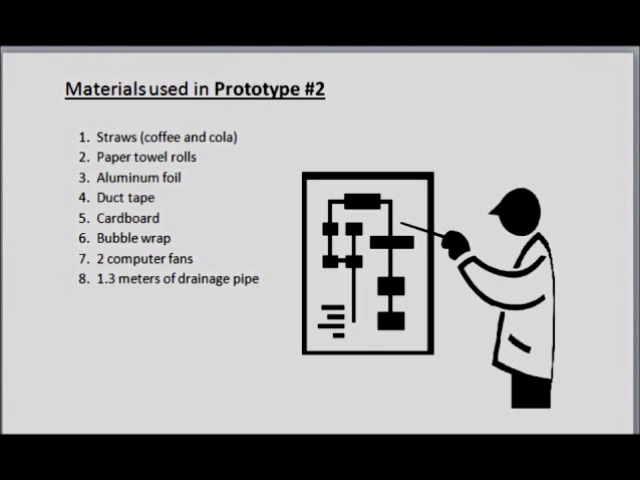 Materials used in Prototype #2
1. Straws (coffee and cola)
2. Paper towel rolls
3. Aluminum foil
4. Duct tape
5. Cardboard
6. Bubble wrap
7. 2 computer fans
8. 1.3 meters of drainage pipe